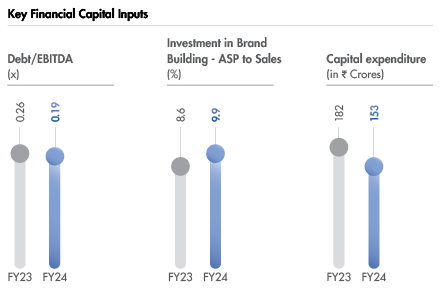 Key Financial Capital Inputs
Debt/EBITDA
(x)
0.26
0.19
FY23 FY24
Investment in Brand
Building - ASP to Sales
(%)
8.6
9.9
FY23 FY24
Capital expenditure
(in ₹ Crores)
182
153
FY23 FY24